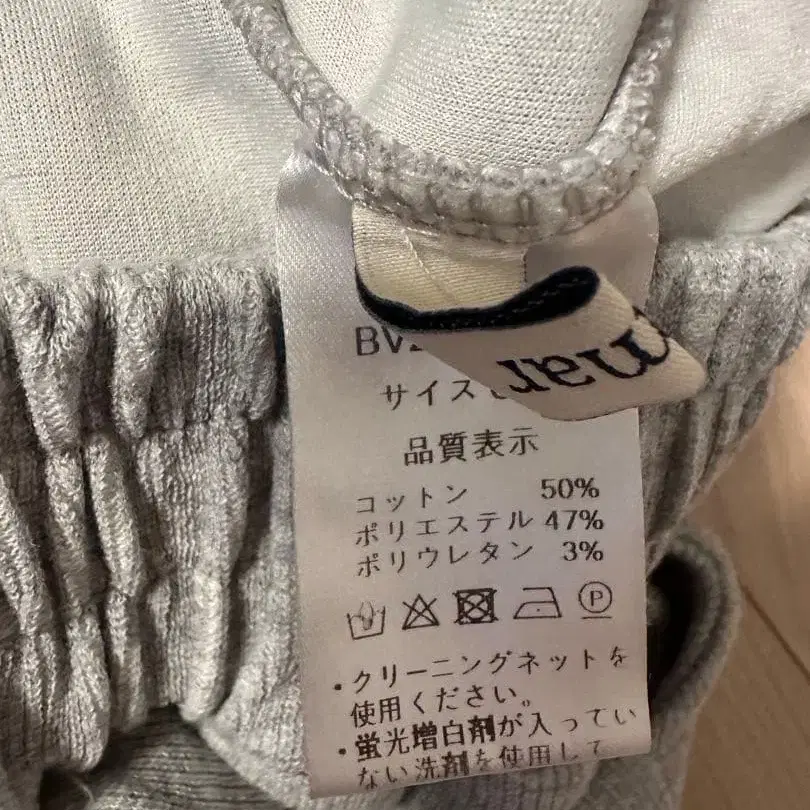 BV
mar
サイズ
品質表示
コットン 50%
ポリエステル 47%
ポリウレタン 3%
P
・クリーニングネットを
使用ください。
・蛍光増白剤が入ってい
ない洗剤を使用して